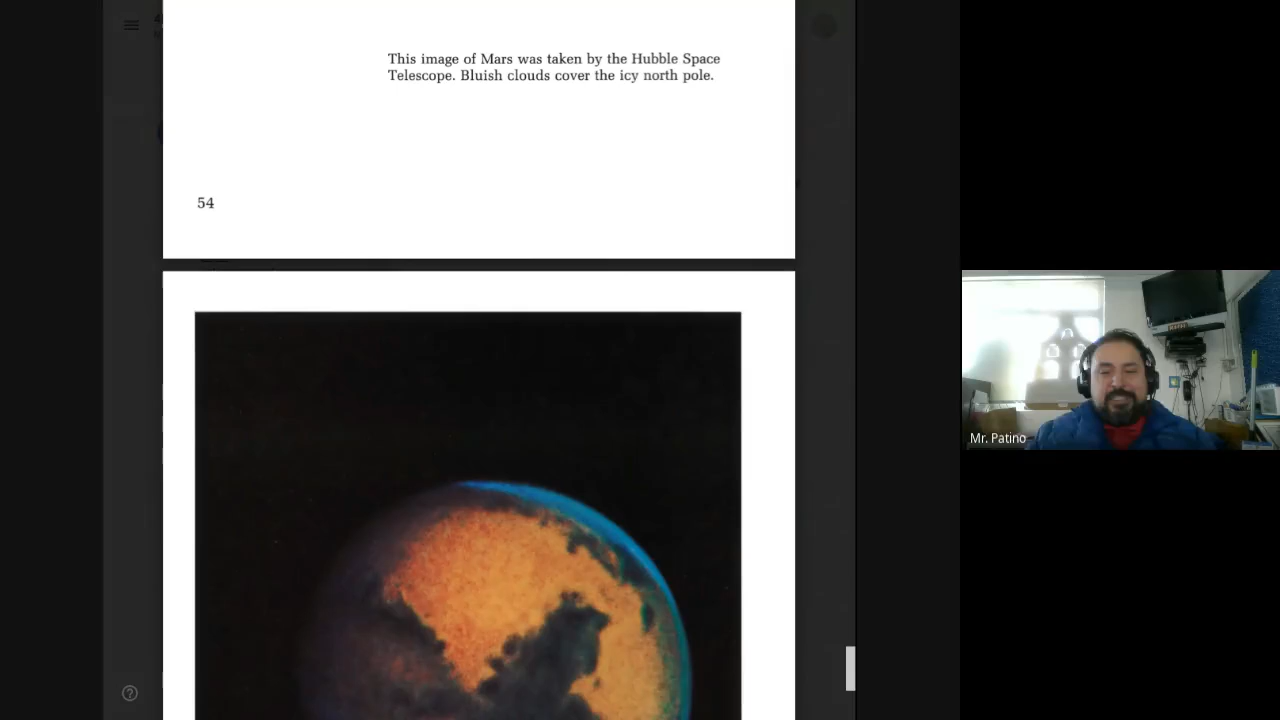 This image of Mars was taken by the Hubble Space
Telescope. Bluish clouds cover the icy north pole.
54
Mr. Patino